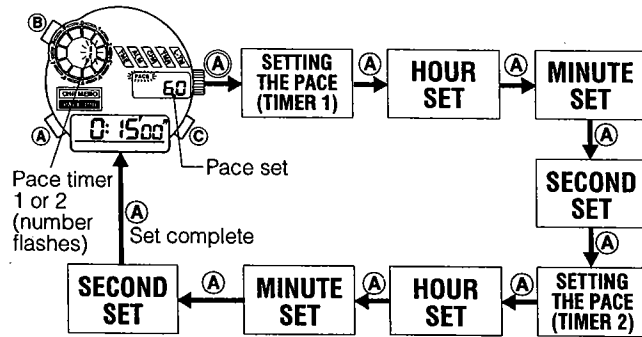 B
PACE
60
A
SETTING
THE PACE
(TIMER 1)
A
HOUR
SET
A
MINUTE
SET
A
0:15'00"
C
Pace set
Pace timer
1 or 2
(number
flashes)
A
SECOND
SET
A
Set complete
A
SECOND
SET
A
MINUTE
SET
A
HOUR
SET
A
SETTING
THE PACE
(TIMER 2)